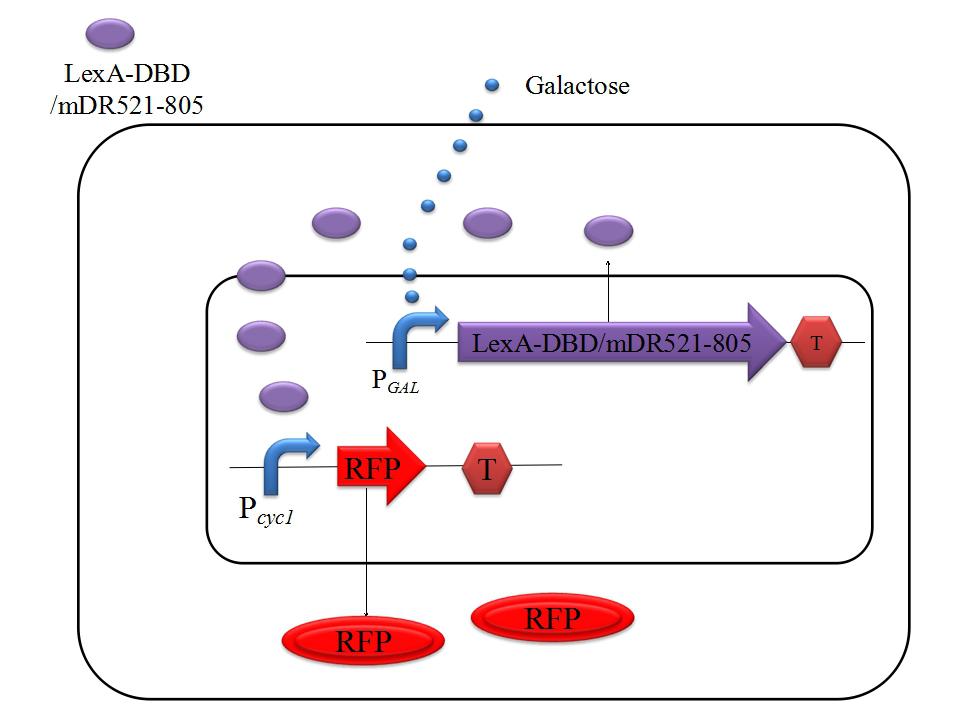 LexA-DBD
/mDR521-805
Galactose
LexA-DBD/mDR521-805
T
PGAL
RFP
T
Pcyc1
RFP
RFP